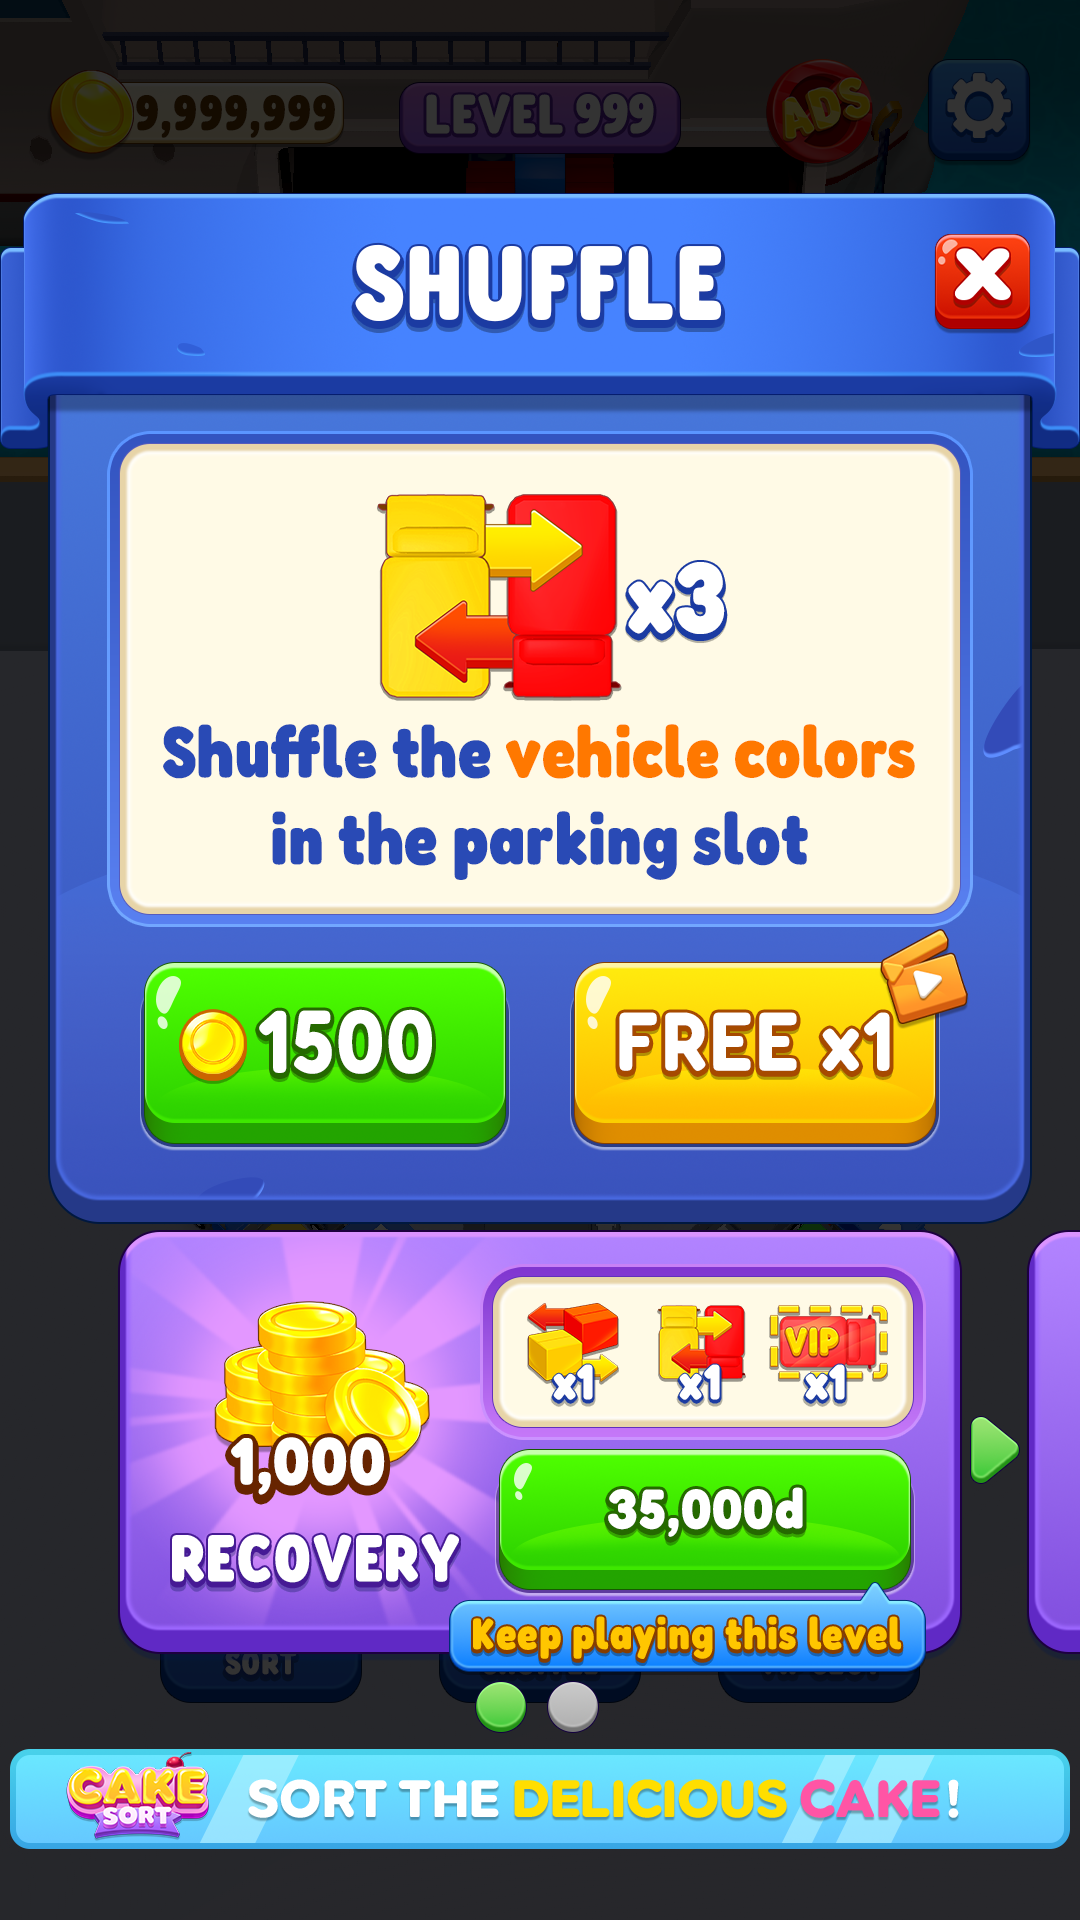 9,999,999
LEVEL 999
ADS
SHUFFLE
x3
Shuffle the vehicle colors
in the parking slot
1500
FREE x1
VIP
x1
x1
x1
1,000
35,000đ
RECOVERY
Keep playing this level
SORT
SHUFFLE
CAKE
SORT
SORT THE DELICIOUS CAKE!